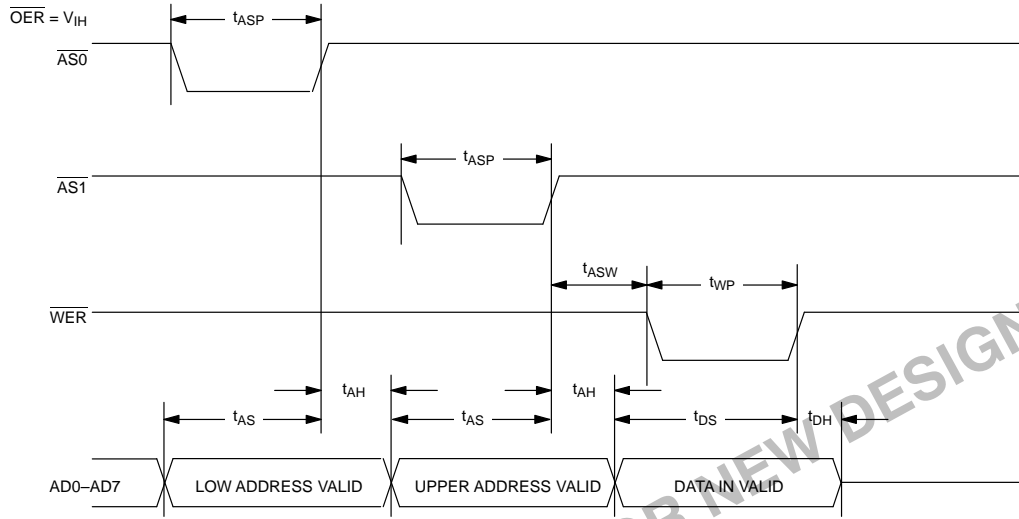 OER = VIH
tASP
AS0
tASP
AS1
tASW
tWP
WER
tAH
tAH
tAS
tAS
tDS
tDH
AD0–AD7
LOW ADDRESS VALID
UPPER ADDRESS VALID
DATA IN VALID
OR NEW DESIGN